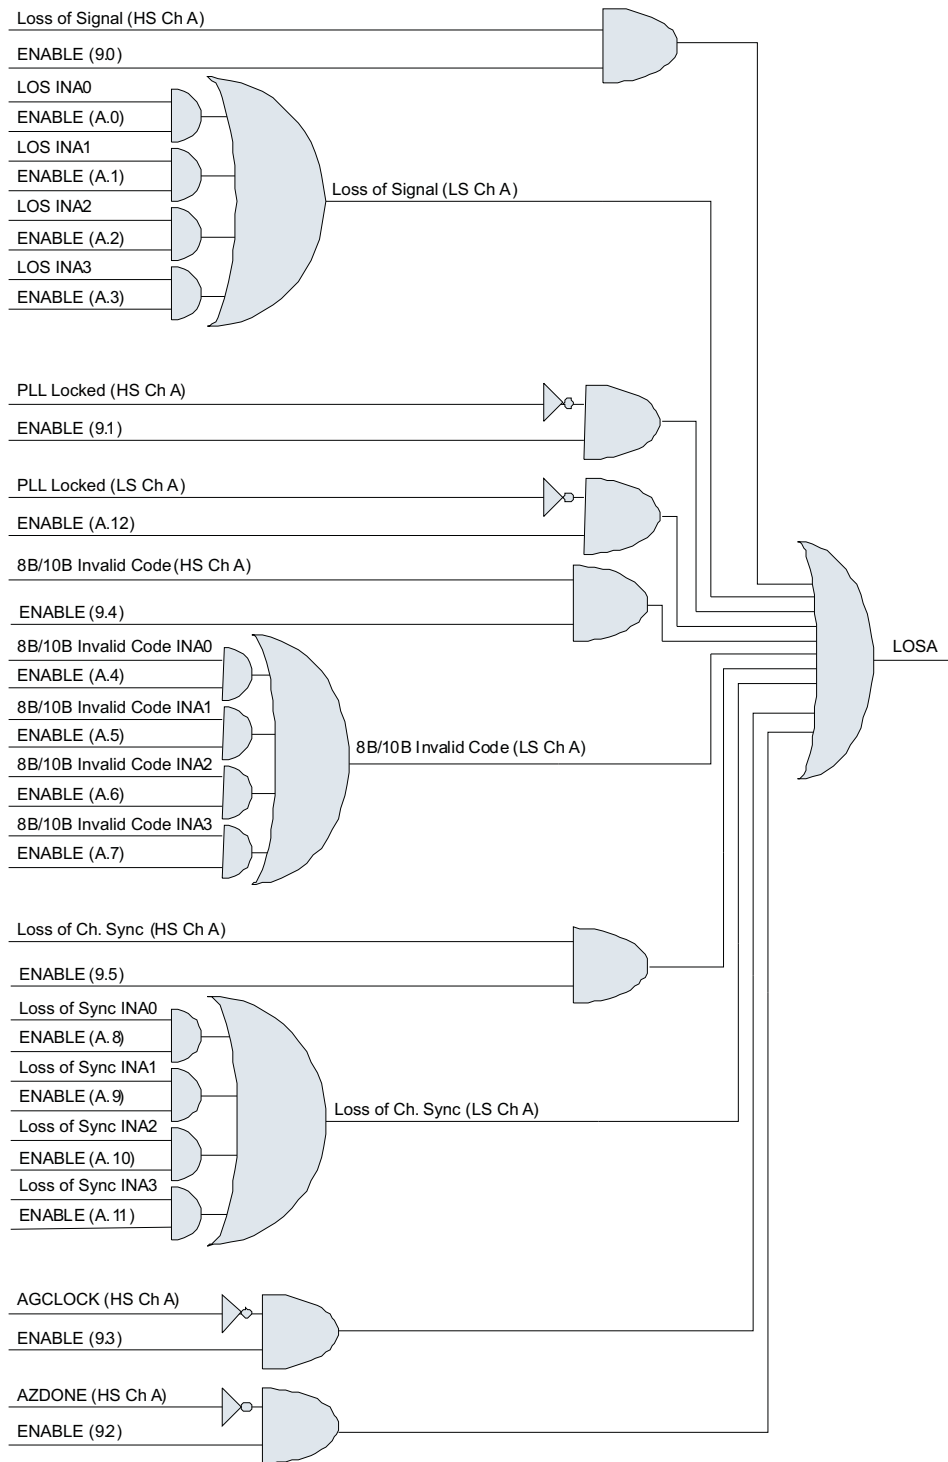 Loss of Signal (HS Ch A)
ENABLE (9.0)
LOS INA0
ENABLE (A.0)
LOS INA1
ENABLE (A.1)
Loss of Signal (LS Ch A)
LOS INA2
ENABLE (A.2)
LOS INA3
ENABLE (A.3)
PLL Locked (HS Ch A)
ENABLE (9.1)
PLL Locked (LS Ch A)
ENABLE (A.12)
8B/10B Invalid Code (HS Ch A)
ENABLE (9.4)
8B/10B Invalid Code INA0
LOSA
ENABLE (A.4)
8B/10B Invalid Code INA1
ENABLE (A.5)
8B/10B Invalid Code (LS Ch A)
8B/10B Invalid Code INA2
ENABLE (A.6)
8B/10B Invalid Code INA3
ENABLE (A.7)
Loss of Ch. Sync (HS Ch A)
ENABLE (9.5)
Loss of Sync INA0
ENABLE (A.8)
Loss of Sync INA1
ENABLE (A.9)
Loss of Ch. Sync (LS Ch A)
Loss of Sync INA2
ENABLE (A.10)
Loss of Sync INA3
ENABLE (A.11)
AGCLOCK (HS Ch A)
ENABLE (9.3)
AZDONE (HS Ch A)
ENABLE (9.2)